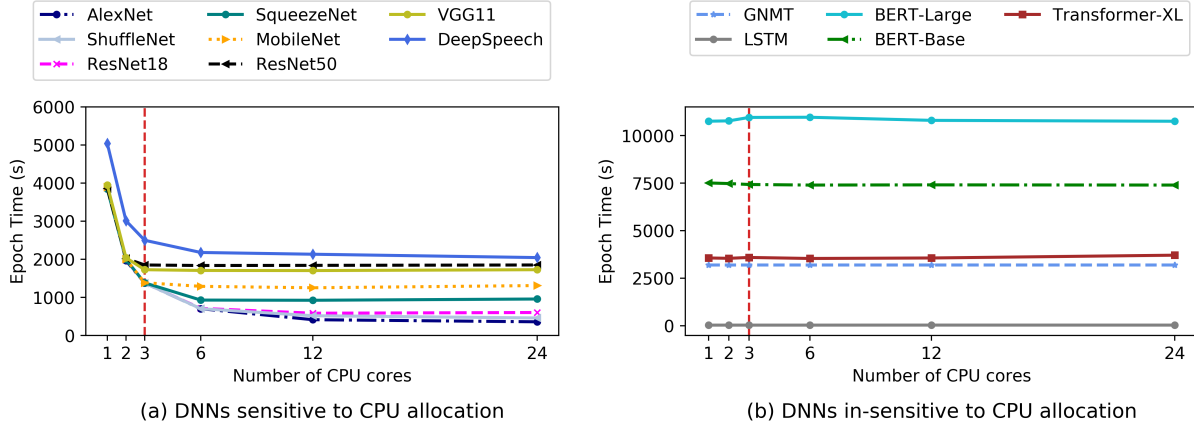 AlexNet SqueezeNet VGG11
ShuffleNet MobileNet DeepSpeech
ResNet18 ResNet50
6000
5000
4000
3000
2000
1000
0
Epoch Time (s)
1 2 3 6 12 24
Number of CPU cores
(a) DNNs sensitive to CPU allocation
GNMT BERT-Large Transformer-XL
LSTM BERT-Base
10000
7500
5000
2500
0
Epoch Time (s)
1 2 3 6 12 24
Number of CPU cores
(b) DNNs in-sensitive to CPU allocation